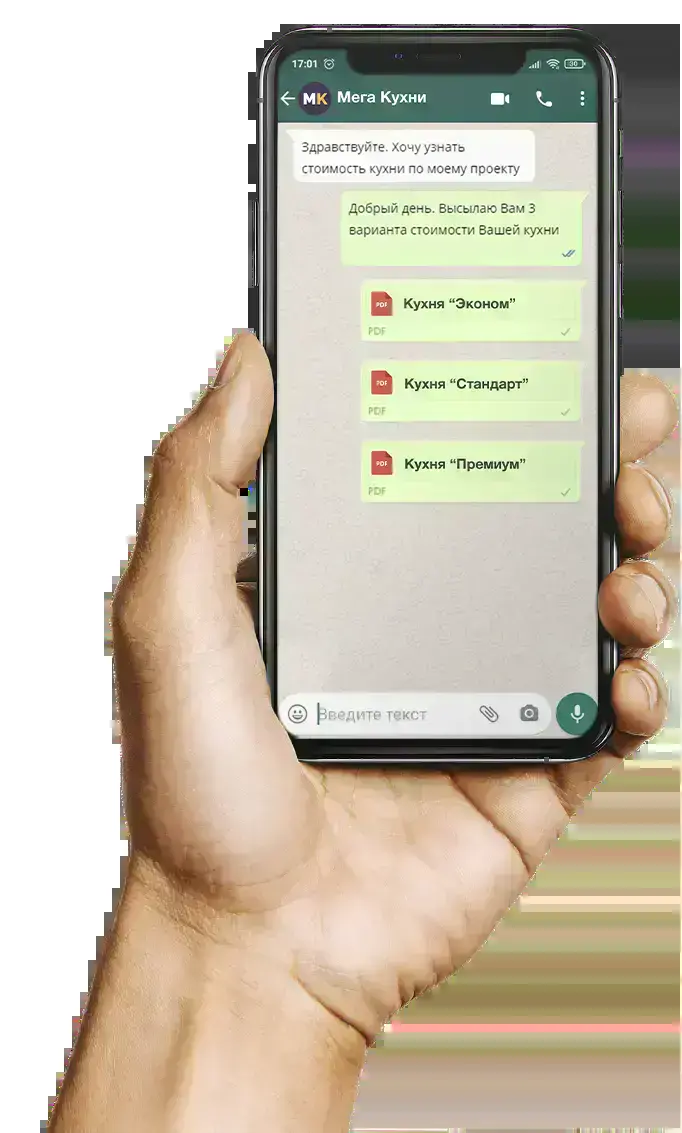 17:01
30
МК Мега Кухни
Здравствуйте. Хочу узнать
стоимость кухни по моему проекту
Добрый день. Высылаю Вам 3
варианта стоимости Вашей кухни
PDF Кухня “Эконом”
PDF
PDF Кухня “Стандарт”
PDF
PDF Кухня “Премиум”
PDF
Введите текст